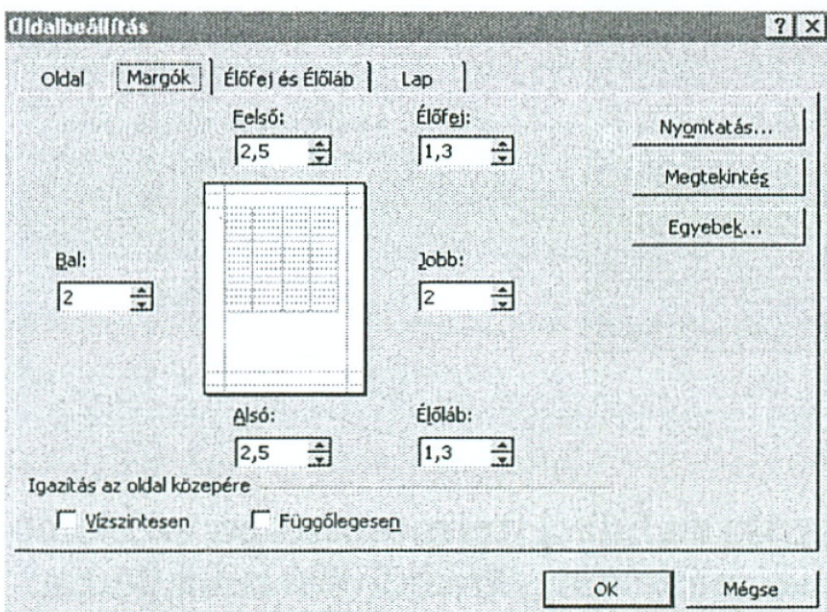 Oldalbeállítás
Oldal Margók Élőfej és Élőláb Lap
Felső: Élőfej:
2,5 1,3
Nyomtatás...
Megtekintés
Egyebek...
Bal: Jobb:
2 2
Alsó: Élőláb:
2,5 1,3
Igazítás az oldal közepére
Vízszintesen Függőlegesen
OK Mégse